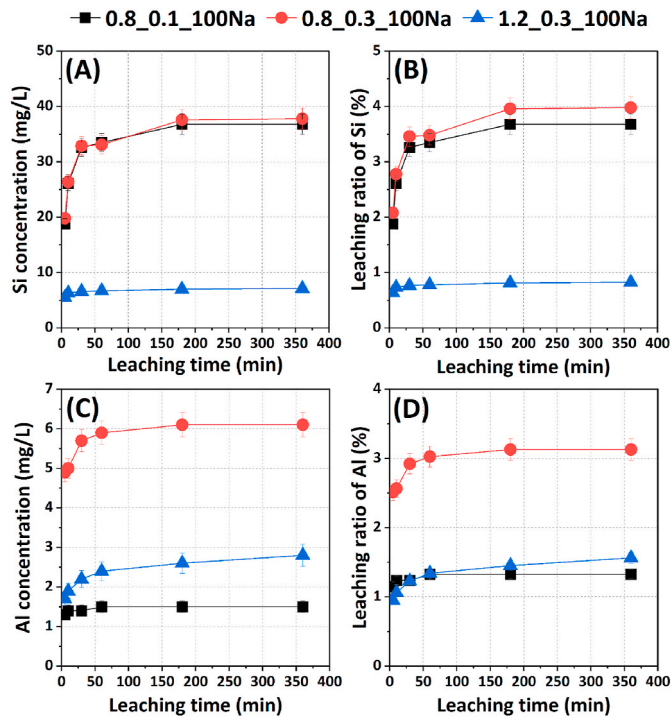 0.8_0.1_100Na 0.8_0.3_100Na 1.2_0.3_100Na
(A)
Si concentration (mg/L)
50
40
30
20
10
0
0 50 100 150 200 250 300 350 400
Leaching time (min)
(B)
Leaching ratio of Si (%)
5
4
3
2
1
0
0 50 100 150 200 250 300 350 400
Leaching time (min)
(C)
Al concentration (mg/L)
7
6
5
4
3
2
1
0
0 50 100 150 200 250 300 350 400
Leaching time (min)
(D)
Leaching ratio of Al (%)
4
3
2
1
0
0 50 100 150 200 250 300 350 400
Leaching time (min)